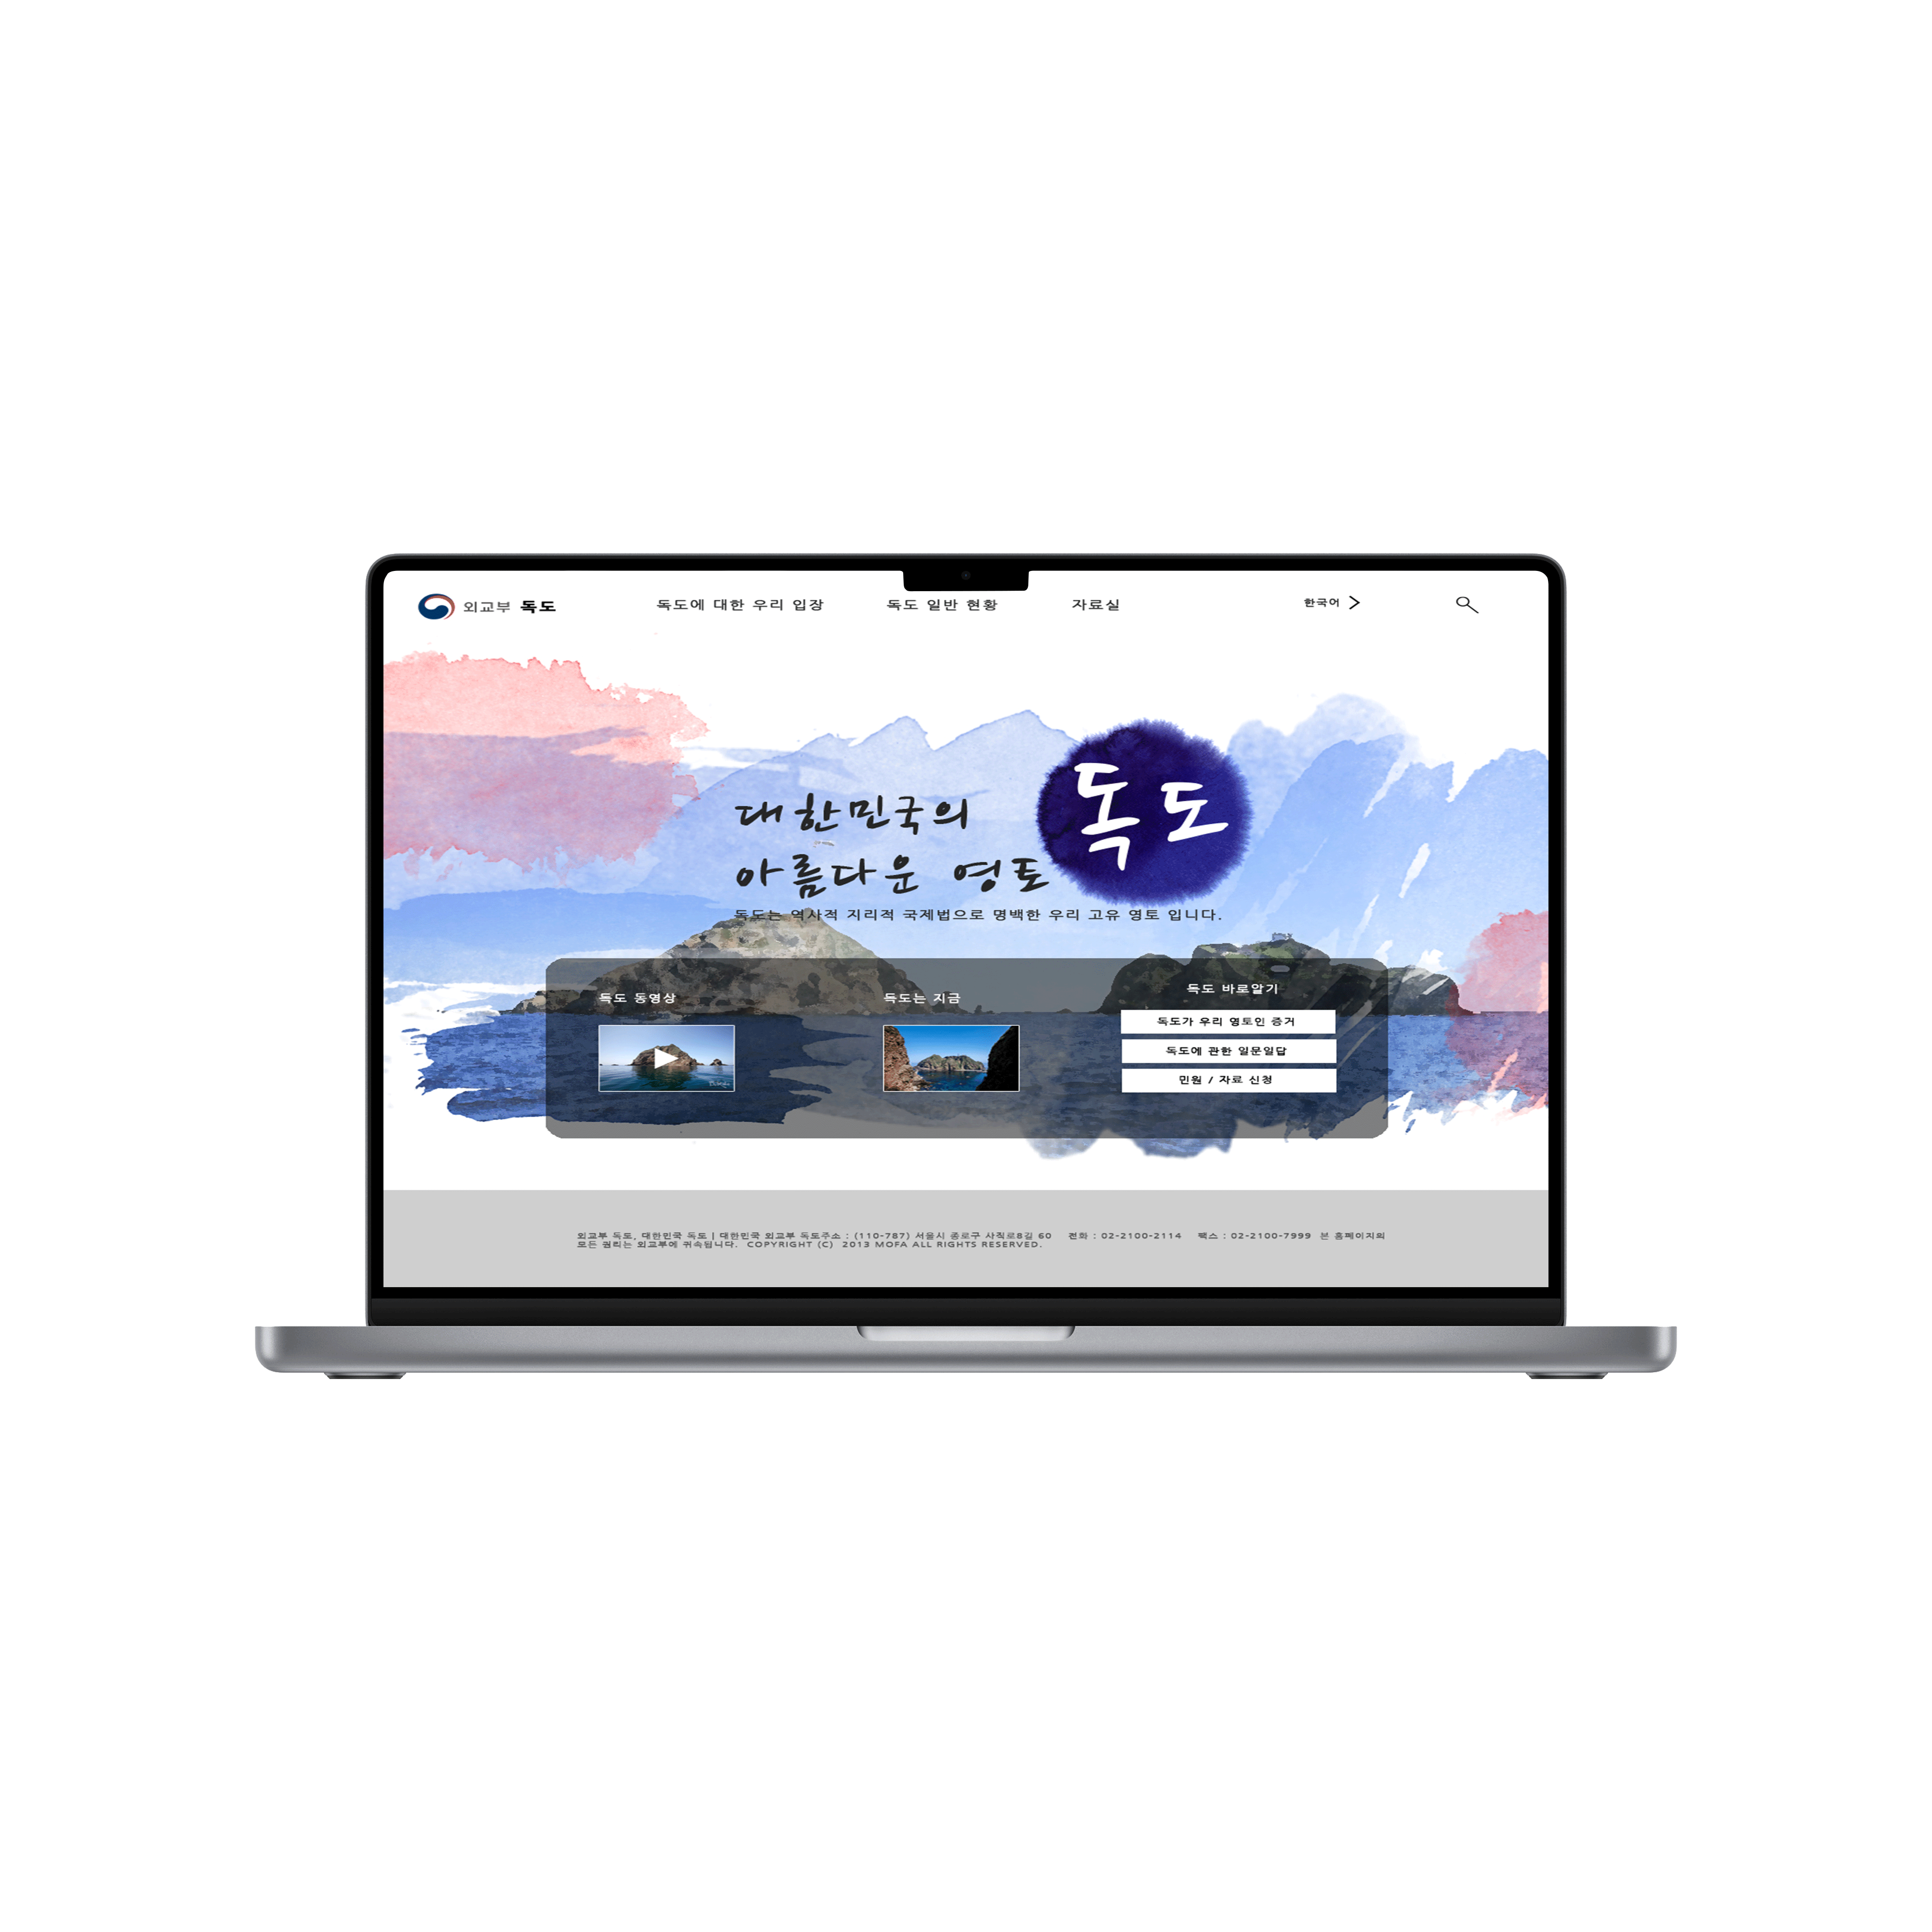 외교부 독도
독도에 대한 우리 입장
독도 일반 현황
자료실
한국어
대한민국의
독도
아름다운 영토
독도는 역사적 지리적 국제법으로 명백한 우리 고유 영토 입니다.
독도 동영상
독도는 지금
독도 바로알기
독도가 우리 영토인 증거
독도에 관한 일문일답
민원 / 자료 신청
외교부 독도, 대한민국 독도 | 대한민국 외교부 독도주소 : (110-787) 서울시 종로구 사직로8길 60 전화 : 02-2100-2114 팩스 : 02-2100-7999 본 홈페이지의
모든 권리는 외교부에 귀속됩니다. COPYRIGHT (C) 2013 MOFA ALL RIGHTS RESERVED.